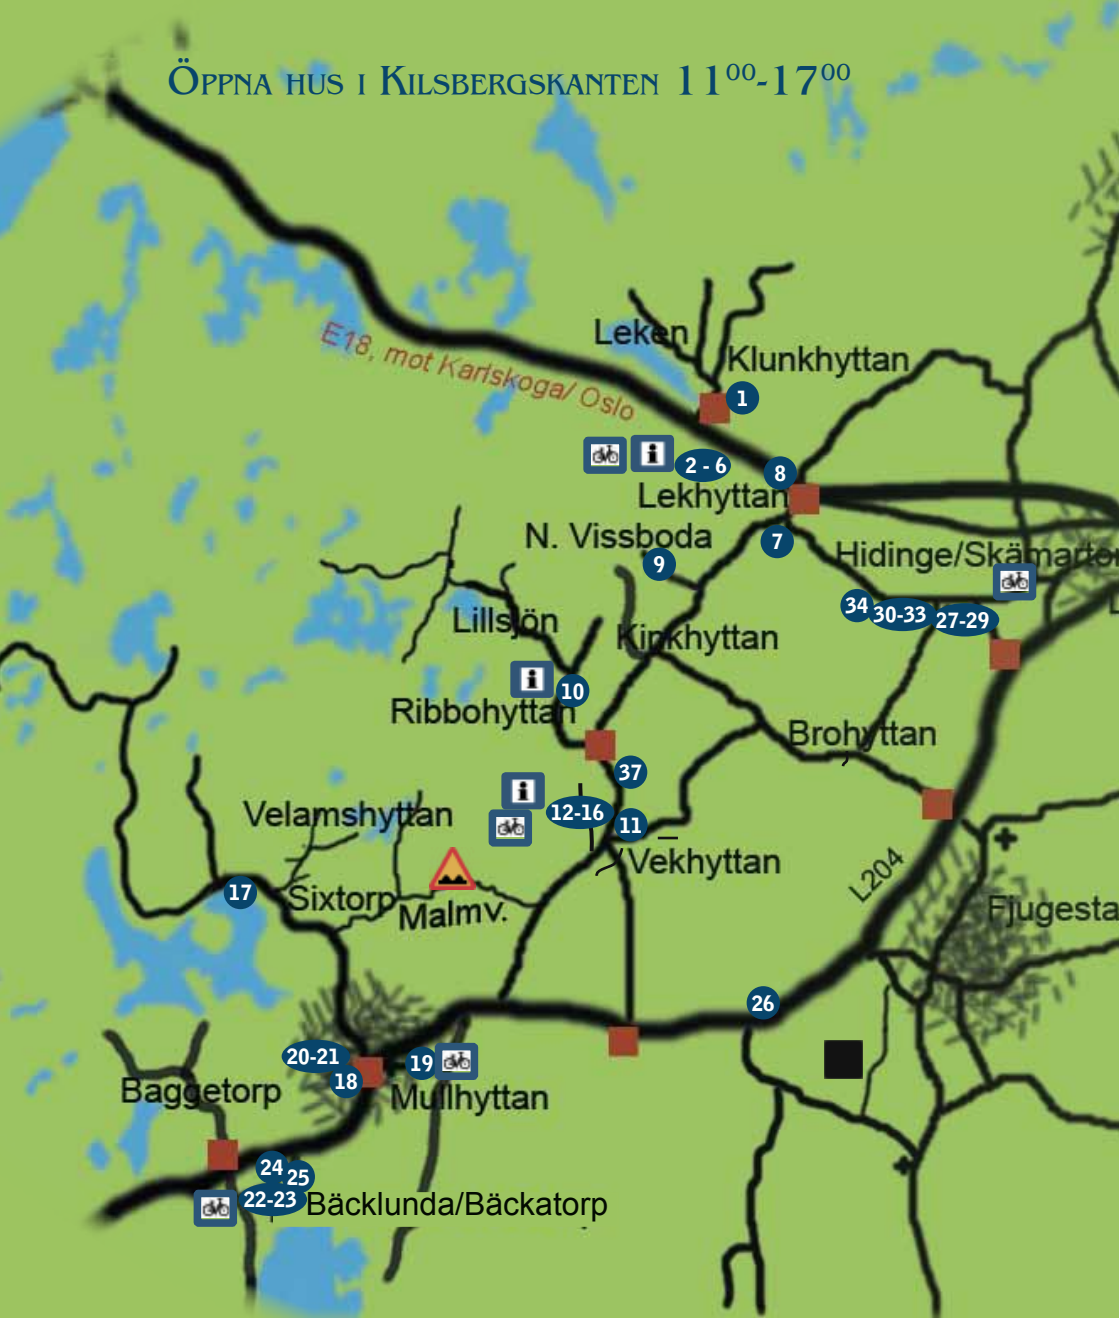 ÖPPNA HUS I KILSBERGSKANTEN 11⁰⁰-17⁰⁰
Leken
E18, mot Karlskoga/ Oslo
Klunkhyttan
1
i
2 - 6
8
Lekhyttan
N. Vissboda
7
9
Hidinge/Skämarte
34
30-33
27-29
Lillsjön
Kinkhyttan
i
10
Ribbohyttan
Brohyttan
37
i
12-16
11
Velamshyttan
Vekhyttan
L204
17
Sixtorp
Malmv.
Fjugesta
26
20-21
19
18
Baggetorp
Mullhyttan
24
25
22-23
Bäcklunda/Bäckatorp